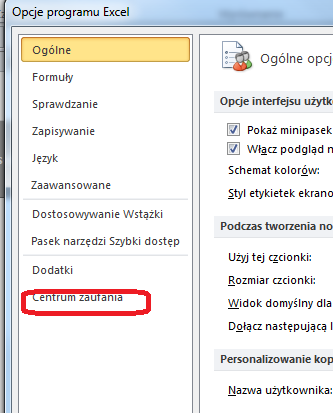 Opcje programu Excel
Ogólne
Formuły
Sprawdzanie
Zapisywanie
Język
Zaawansowane
Dostosowywanie Wstążki
Pasek narzędzi Szybki dostęp
Dodatki
Centrum zaufania
Ogólne opcj
Opcje interfejsu użytko
Pokaż minipasek
Włącz podgląd n
Schemat kolorów:
Styl etykietek ekrano
Podczas tworzenia no
Użyj tej czcionki:
Rozmiar czcionki:
Widok domyślny dla
Dołącz następującą l
Personalizowanie kop
Nazwa użytkownika: